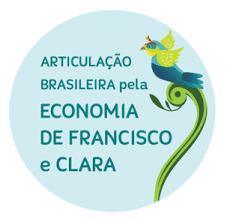 ARTICULAÇÃO
BRASILEIRA pela
ECONOMIA
DE FRANCISCO
e CLARA